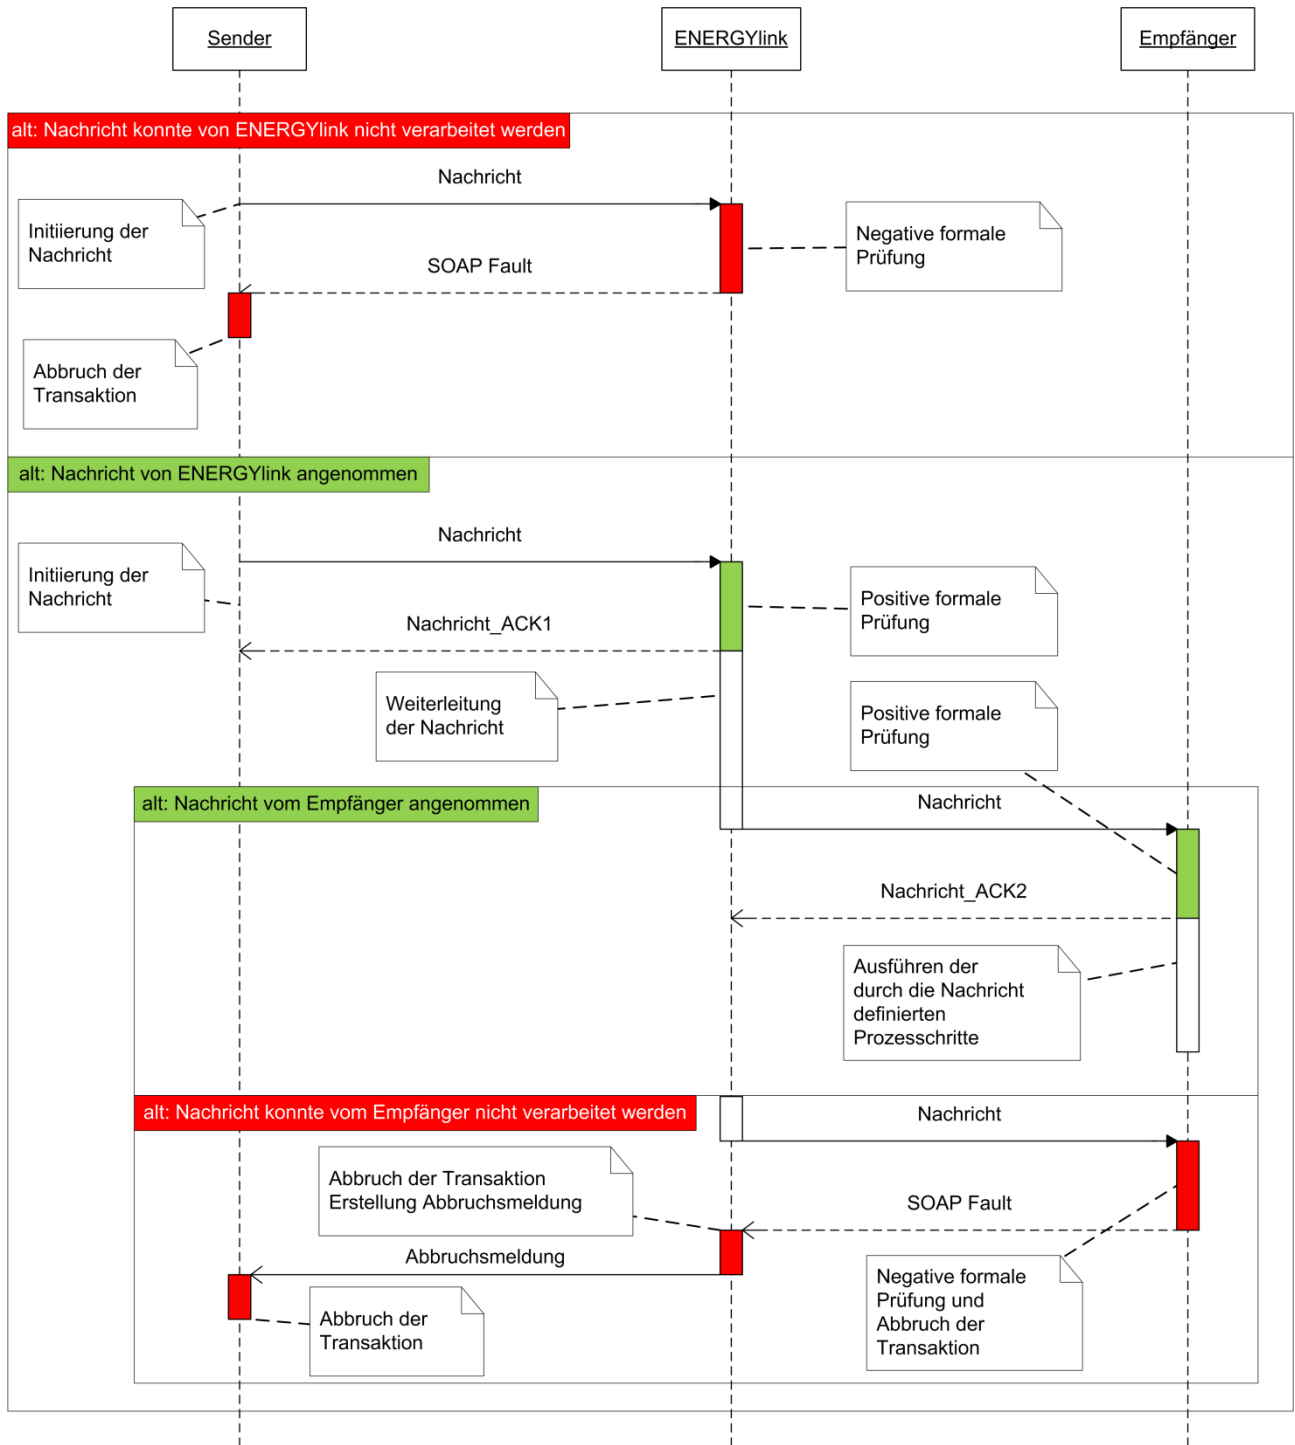 Sender
ENERGYlink
Empfänger
alt: Nachricht konnte von ENERGYlink nicht verarbeitet werden
Nachricht
Initiierung der
Nachricht
Negative formale
Prüfung
SOAP Fault
Abbruch der
Transaktion
alt: Nachricht von ENERGYlink angenommen
Nachricht
Initiierung der
Nachricht
Positive formale
Prüfung
Nachricht_ACK1
Weiterleitung
der Nachricht
Positive formale
Prüfung
alt: Nachricht vom Empfänger angenommen
Nachricht
Nachricht_ACK2
Ausführen der
durch die Nachricht
definierten
Prozesschritte
alt: Nachricht konnte vom Empfänger nicht verarbeitet werden
Nachricht
Abbruch der Transaktion
Erstellung Abbruchsmeldung
SOAP Fault
Abbruchsmeldung
Negative formale
Prüfung und
Abbruch der
Transaktion
Abbruch der
Transaktion